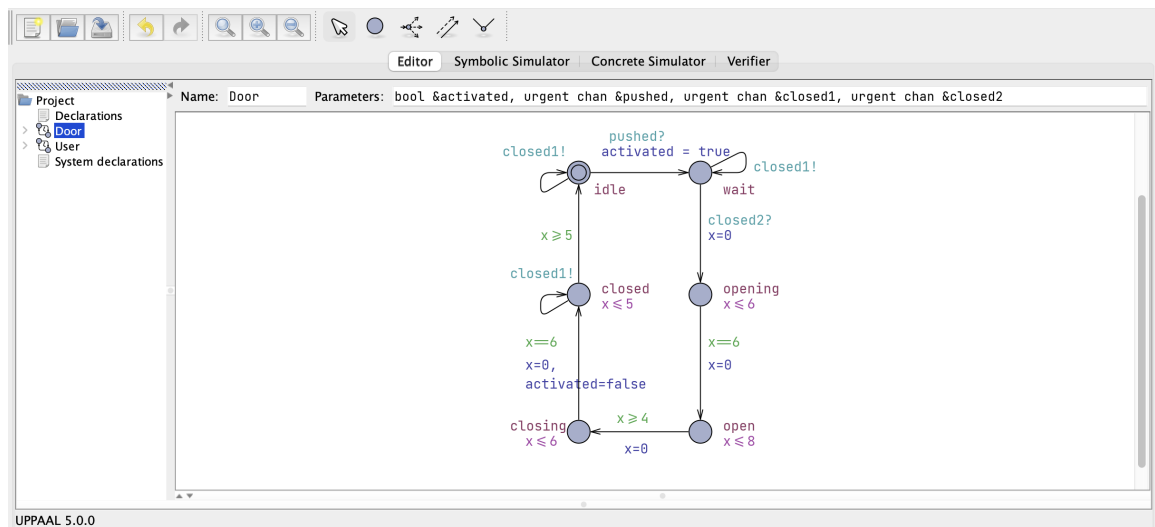 Editor Symbolic Simulator Concrete Simulator Verifier
Project
Declarations
Door
User
System declarations
Name: Door Parameters: bool &activated, urgent chan &pushed, urgent chan &closed1, urgent chan &closed2
pushed?
closed1! activated = true closed1!
idle wait
closed2?
x⩾5 x=0
closed1!
closed opening
x⩽5 x⩽6
x==6 x==6
x=0, x=0
activated=false
x⩾4
closing open
x⩽6 x⩽8
x=0
UPPAAL 5.0.0